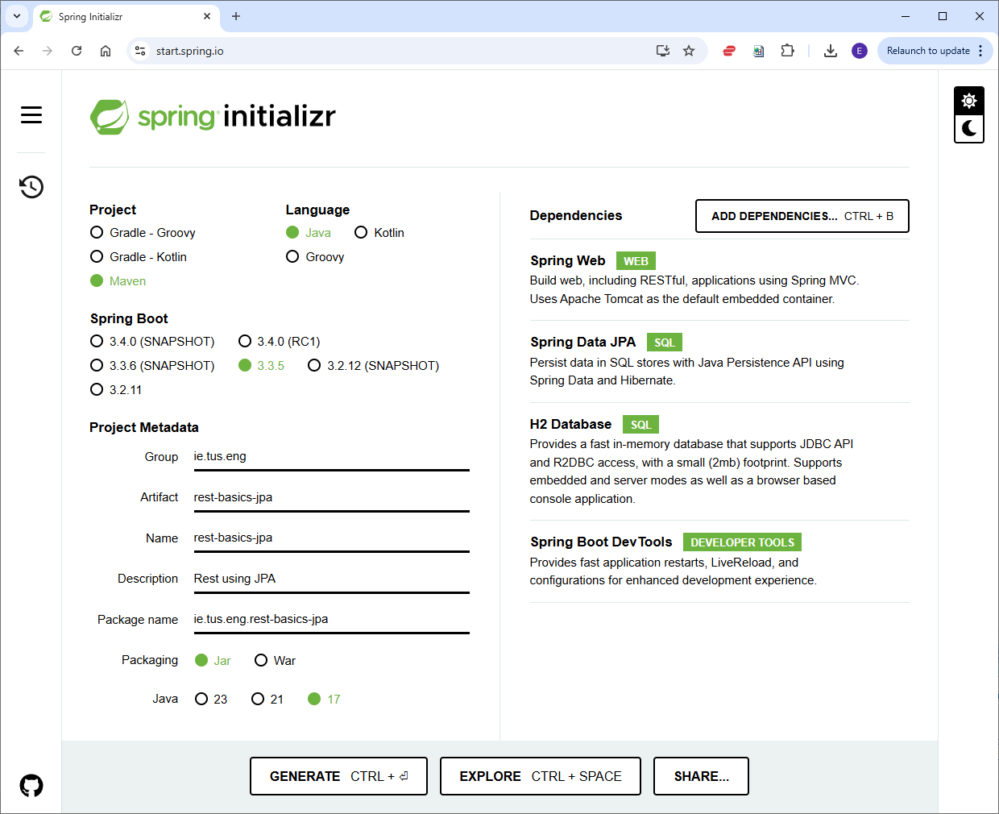 Spring Initializr
start.spring.io
E
Relaunch to update
spring initializr
Project
Gradle - Groovy
Gradle - Kotlin
Maven
Language
Java
Kotlin
Groovy
Spring Boot
3.4.0 (SNAPSHOT)
3.4.0 (RC1)
3.3.6 (SNAPSHOT)
3.3.5
3.2.12 (SNAPSHOT)
3.2.11
Project Metadata
Group ie.tus.eng
Artifact rest-basics-jpa
Name rest-basics-jpa
Description Rest using JPA
Package name ie.tus.eng.rest-basics-jpa
Packaging Jar War
Java 23 21 17
Dependencies
ADD DEPENDENCIES... CTRL + B
Spring Web WEB
Build web, including RESTful, applications using Spring MVC.
Uses Apache Tomcat as the default embedded container.
Spring Data JPA SQL
Persist data in SQL stores with Java Persistence API using
Spring Data and Hibernate.
H2 Database SQL
Provides a fast in-memory database that supports JDBC API
and R2DBC access, with a small (2mb) footprint. Supports
embedded and server modes as well as a browser based
console application.
Spring Boot DevTools DEVELOPER TOOLS
Provides fast application restarts, LiveReload, and
configurations for enhanced development experience.
GENERATE CTRL + ⏎
EXPLORE CTRL + SPACE
SHARE...